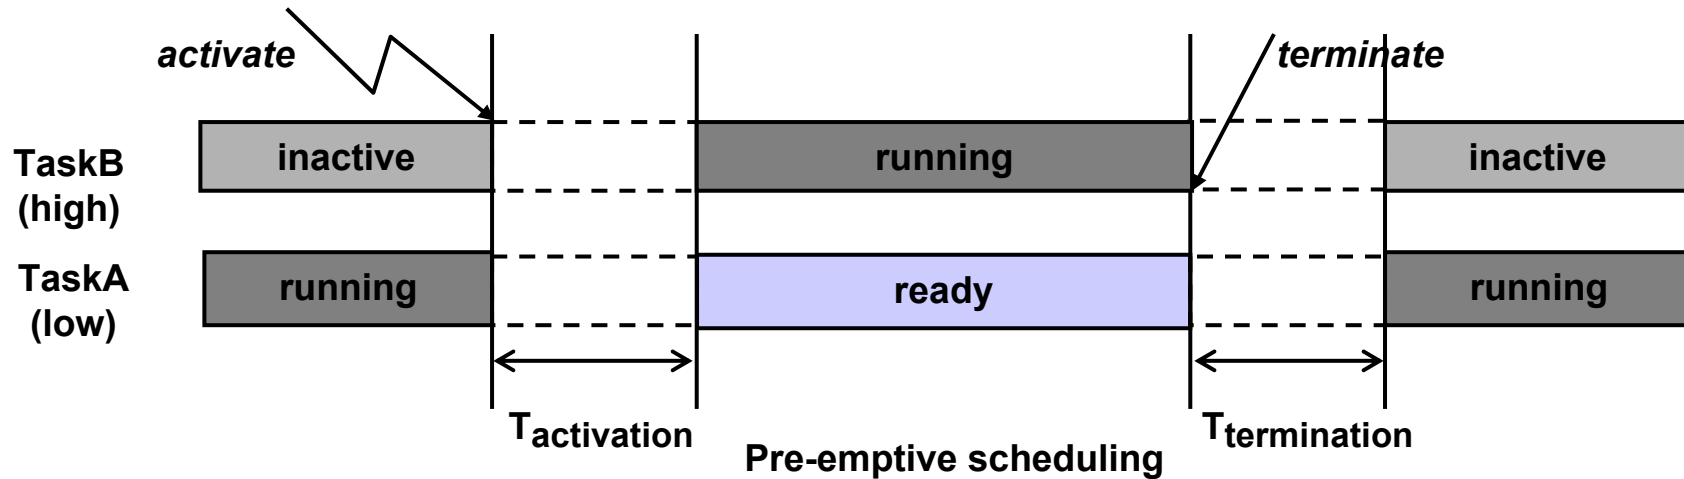 activate
terminate
TaskB
(high)
inactive
running
inactive
TaskA
(low)
running
ready
running
Tactivation
Ttermination
Pre-emptive scheduling